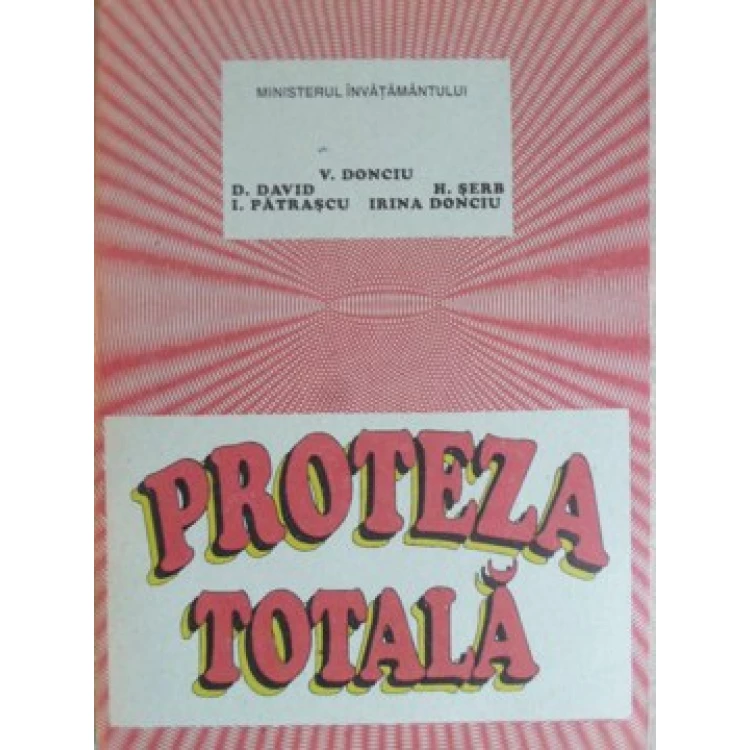 MINISTERUL ÎNVĂȚĂMÂNTULUI
V. DONCIU
D. DAVID H. ȘERB
I. PĂTRAȘCU IRINA DONCIU
PROTEZA
TOTALĂ